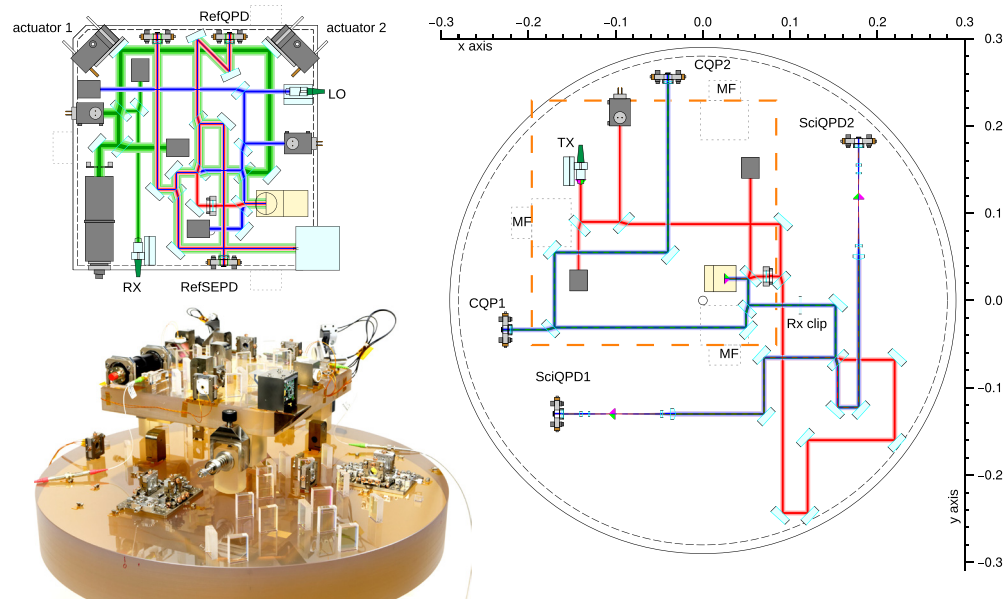 RefQPD
actuator 1
actuator 2
LO
RX
RefSEPD
−0.3
−0.2
−0.1
0.0
0.1
0.2
0.3
x axis
0.3
0.2
0.1
0.0
−0.1
−0.2
−0.3
y axis
CQP2
MF
SciQPD2
TX
MF
CQP1
Rx clip
MF
SciQPD1